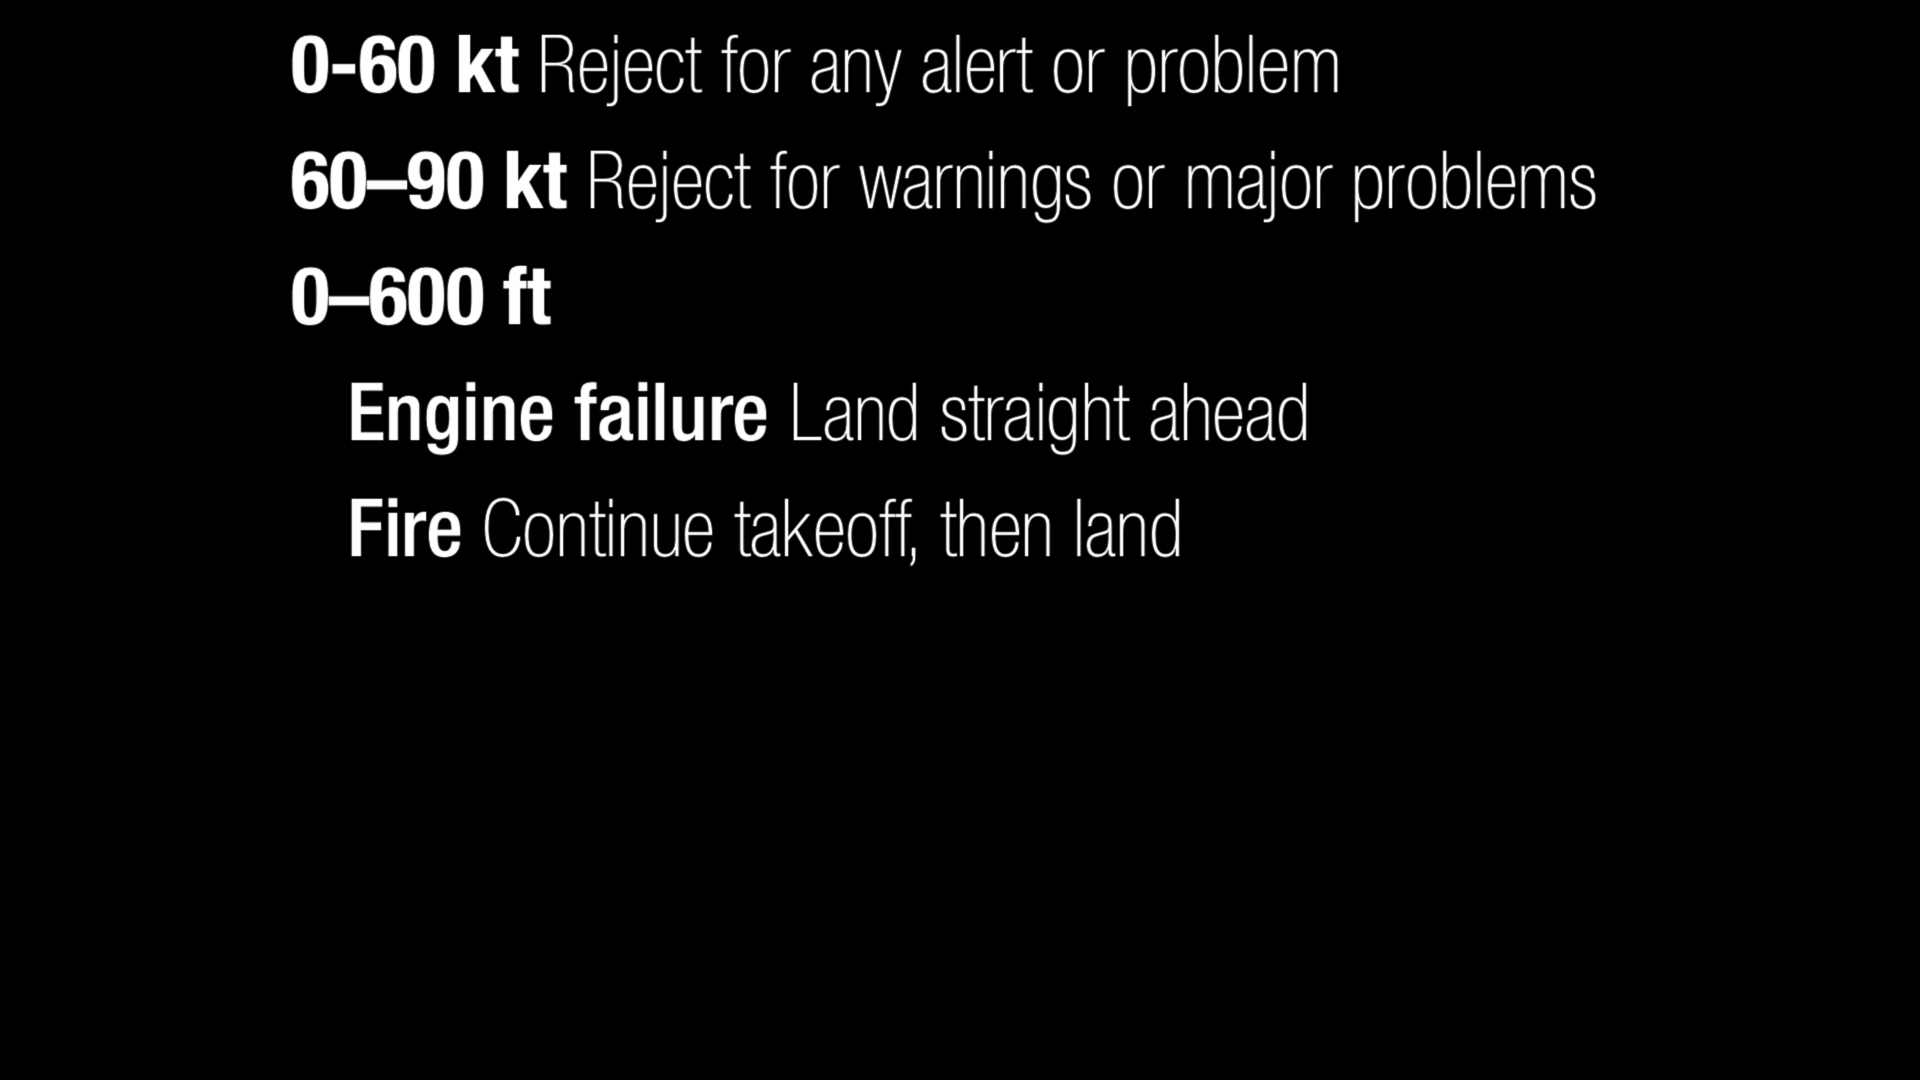 0-60 kt Reject for any alert or problem
60–90 kt Reject for warnings or major problems
0–600 ft
Engine failure Land straight ahead
Fire Continue takeoff, then land